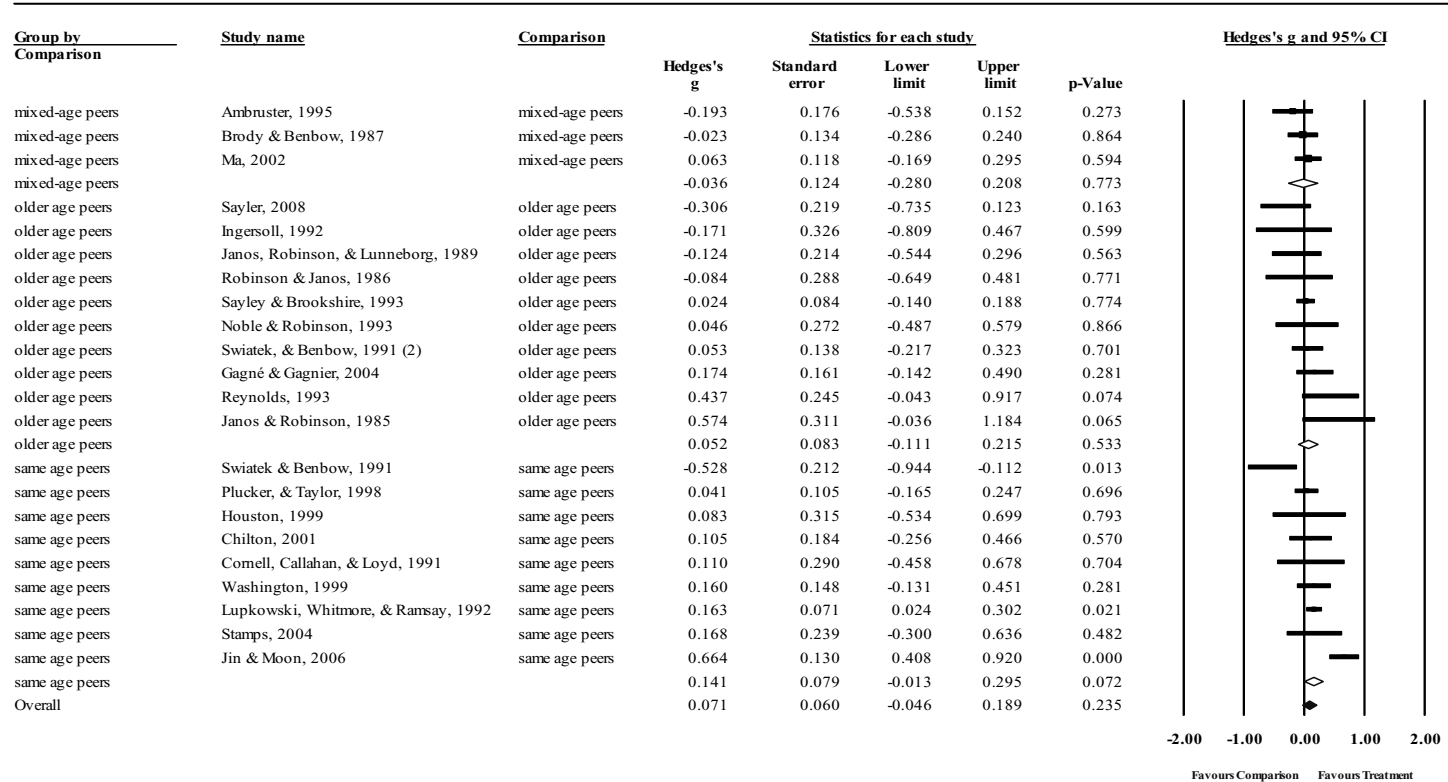 Group by Study name Comparison Statistics for each study Hedges's g and 95% CI
Comparison
Hedges's Standard Lower Upper
g error limit limit p-Value
mixed-age peers Ambruster, 1995 mixed-age peers -0.193 0.176 -0.538 0.152 0.273
mixed-age peers Brody & Benbow, 1987 mixed-age peers -0.023 0.134 -0.286 0.240 0.864
mixed-age peers Ma, 2002 mixed-age peers 0.063 0.118 -0.169 0.295 0.594
mixed-age peers -0.036 0.124 -0.280 0.208 0.773
older age peers Sayler, 2008 older age peers -0.306 0.219 -0.735 0.123 0.163
older age peers Ingersoll, 1992 older age peers -0.171 0.326 -0.809 0.467 0.599
older age peers Janos, Robinson, & Lunneborg, 1989 older age peers -0.124 0.214 -0.544 0.296 0.563
older age peers Robinson & Janos, 1986 older age peers -0.084 0.288 -0.649 0.481 0.771
older age peers Sayley & Brookshire, 1993 older age peers 0.024 0.084 -0.140 0.188 0.774
older age peers Noble & Robinson, 1993 older age peers 0.046 0.272 -0.487 0.579 0.866
older age peers Swiatek, & Benbow, 1991 (2) older age peers 0.053 0.138 -0.217 0.323 0.701
older age peers Gagné & Gagnier, 2004 older age peers 0.174 0.161 -0.142 0.490 0.281
older age peers Reynolds, 1993 older age peers 0.437 0.245 -0.043 0.917 0.074
older age peers Janos & Robinson, 1985 older age peers 0.574 0.311 -0.036 1.184 0.065
older age peers 0.052 0.083 -0.111 0.215 0.533
same age peers Swiatek & Benbow, 1991 same age peers -0.528 0.212 -0.944 -0.112 0.013
same age peers Plucker, & Taylor, 1998 same age peers 0.041 0.105 -0.165 0.247 0.696
same age peers Houston, 1999 same age peers 0.083 0.315 -0.534 0.699 0.793
same age peers Chilton, 2001 same age peers 0.105 0.184 -0.256 0.466 0.570
same age peers Cornell, Callahan, & Loyd, 1991 same age peers 0.110 0.290 -0.458 0.678 0.704
same age peers Washington, 1999 same age peers 0.160 0.148 -0.131 0.451 0.281
same age peers Lupkowski, Whitmore, & Ramsay, 1992 same age peers 0.163 0.071 0.024 0.302 0.021
same age peers Stamps, 2004 same age peers 0.168 0.239 -0.300 0.636 0.482
same age peers Jin & Moon, 2006 same age peers 0.664 0.130 0.408 0.920 0.000
same age peers 0.141 0.079 -0.013 0.295 0.072
Overall 0.071 0.060 -0.046 0.189 0.235
-2.00 -1.00 0.00 1.00 2.00
Favours Comparison Favours Treatment